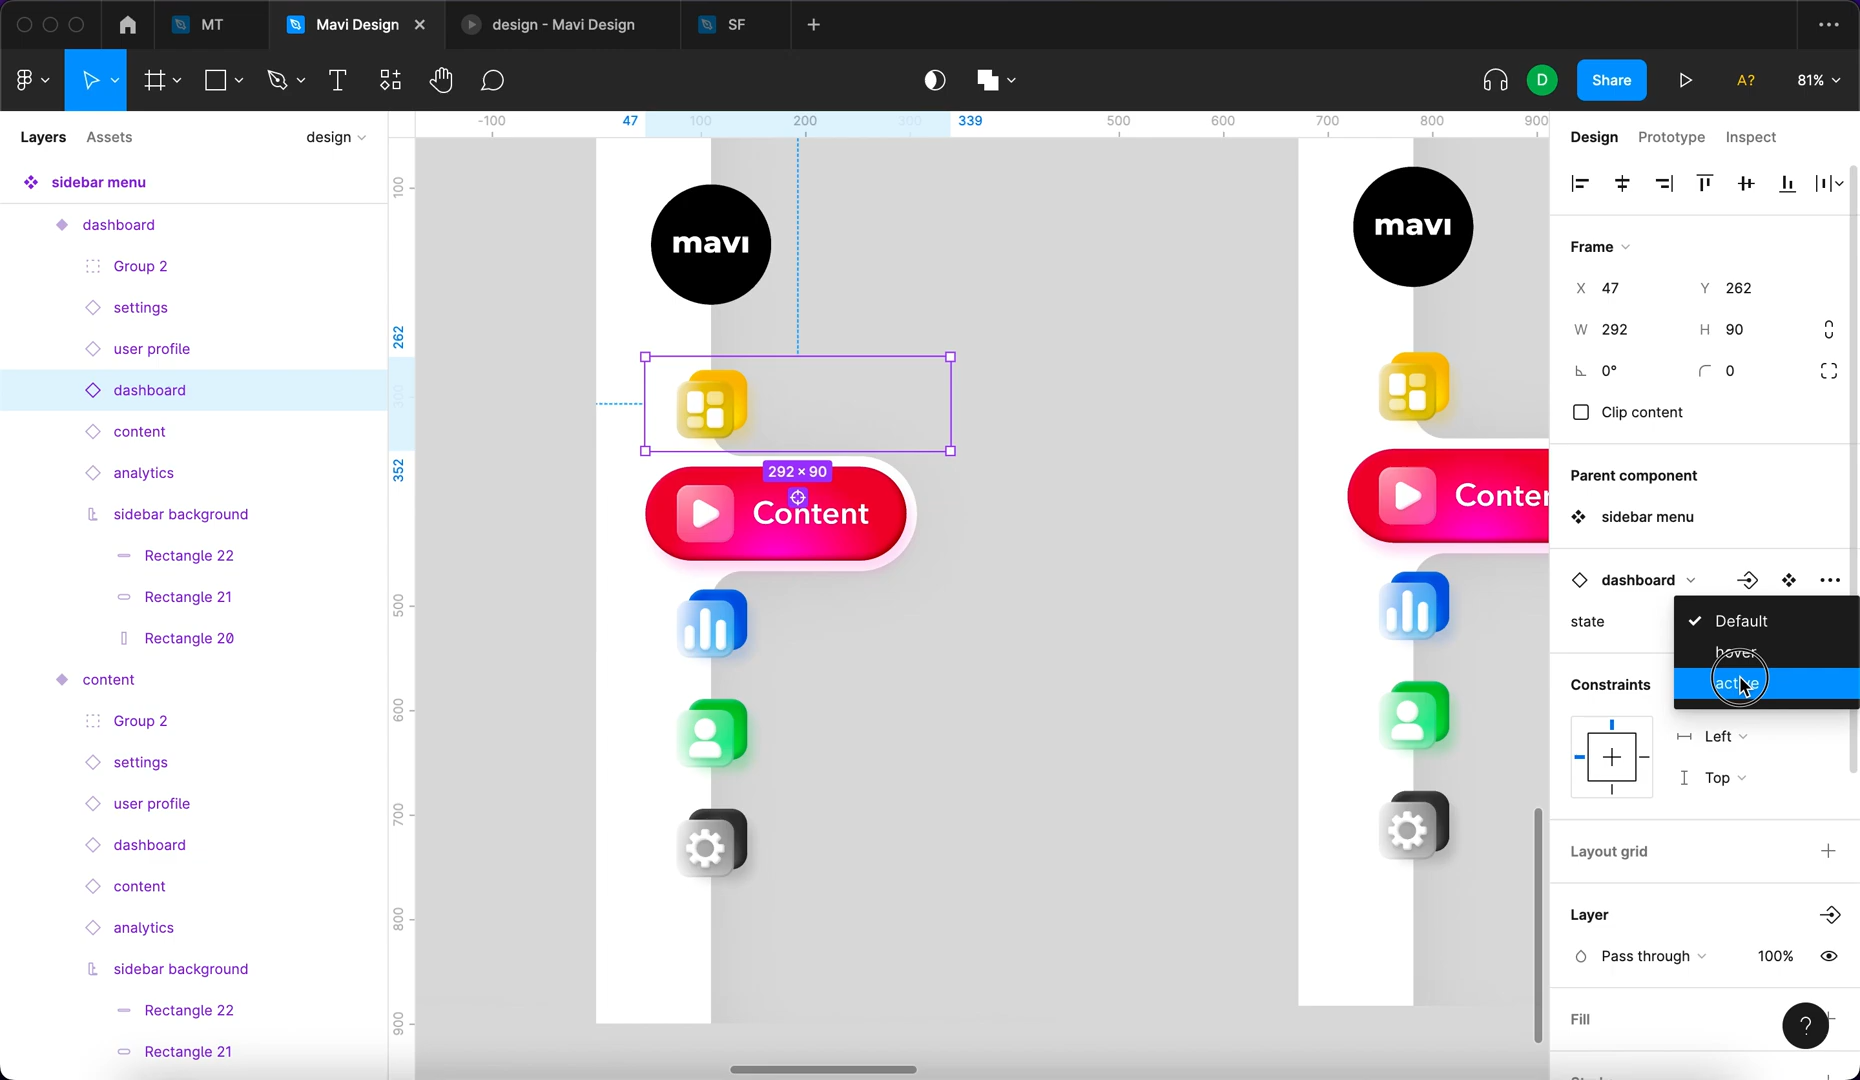 MT
Mavi Design
design - Mavi Design
SF
T
D
Share
A?
81%
Layers
Assets
design
-100
47
100
200
300
339
500
600
700
800
900
Design
Prototype
Inspect
sidebar menu
dashboard
Group 2
settings
user profile
dashboard
content
analytics
sidebar background
Rectangle 22
Rectangle 21
Rectangle 20
content
Group 2
settings
user profile
dashboard
content
analytics
sidebar background
Rectangle 22
Rectangle 21
100
262
300
352
500
600
700
800
900
mavi
292 × 90
Content
mavi
Conter
Frame
X 47
Y 262
W 292
H 90
0°
0
Clip content
Parent component
sidebar menu
dashboard
state
Default
hover
active
Constraints
Left
Top
Layout grid
Layer
Pass through
100%
Fill
?